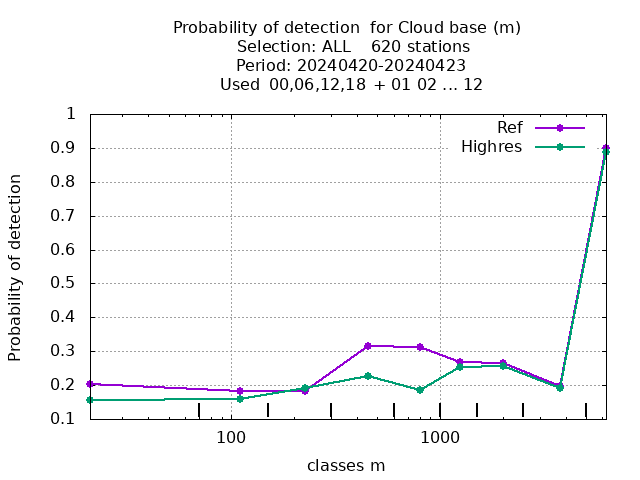 Probability of detection  for Cloud base (m)
Selection: ALL    620 stations
Period: 20240420-20240423
Used 00,06,12,18 + 01 02 ... 12
Ref
Highres
1
0.9
0.8
0.7
0.6
0.5
0.4
0.3
0.2
0.1
Probability of detection
100
1000
classes m